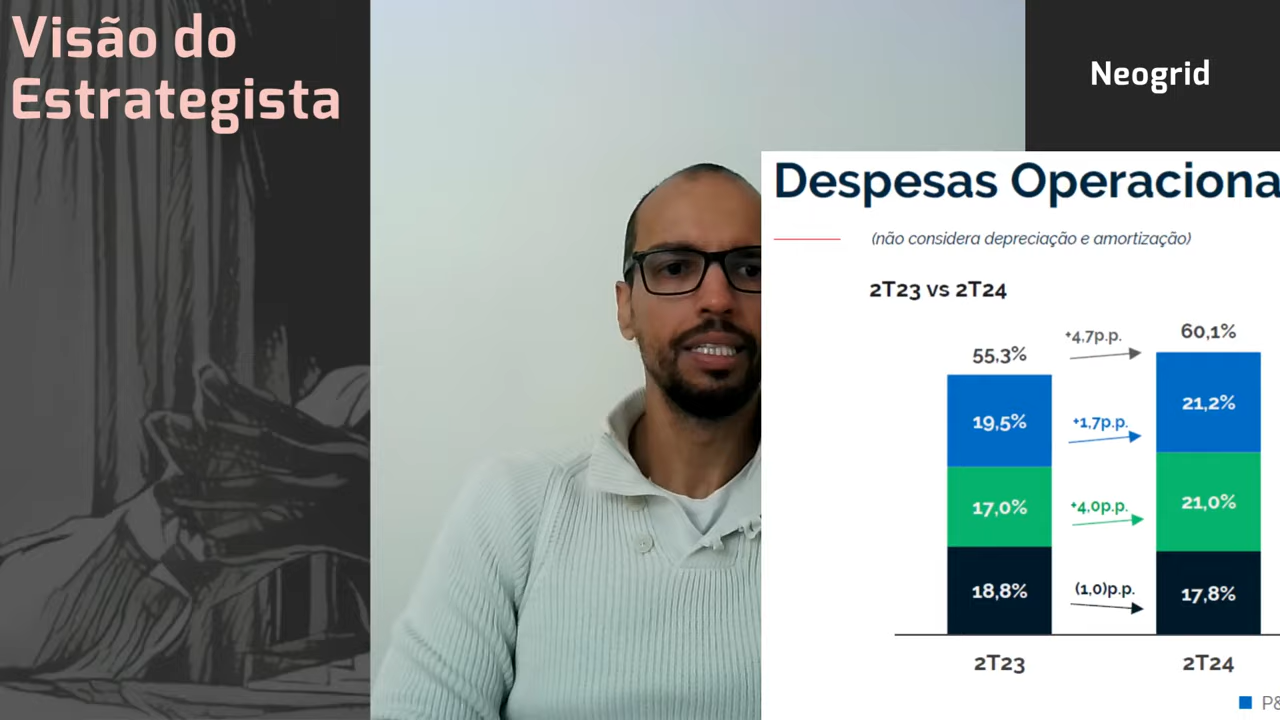 Visão do
Estrategista
Neogrid
Despesas Operaciona
(não considera depreciação e amortização)
2T23 vs 2T24
55,3%
+4,7p.p.
60,1%
19,5%
+1,7p.p.
21,2%
17,0%
+4,0p.p.
21,0%
18,8%
(1,0)p.p.
17,8%
2T23
2T24
P&